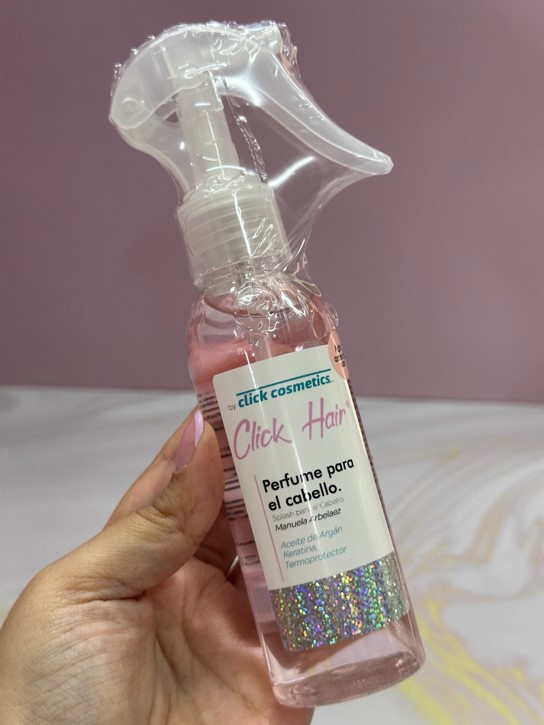 by click cosmetics
Click Hair®
Perfume para
el cabello.
Splash para el Cabello
Manuela Arbelaez
Aceite de Argán
Keratina
Termoprotector